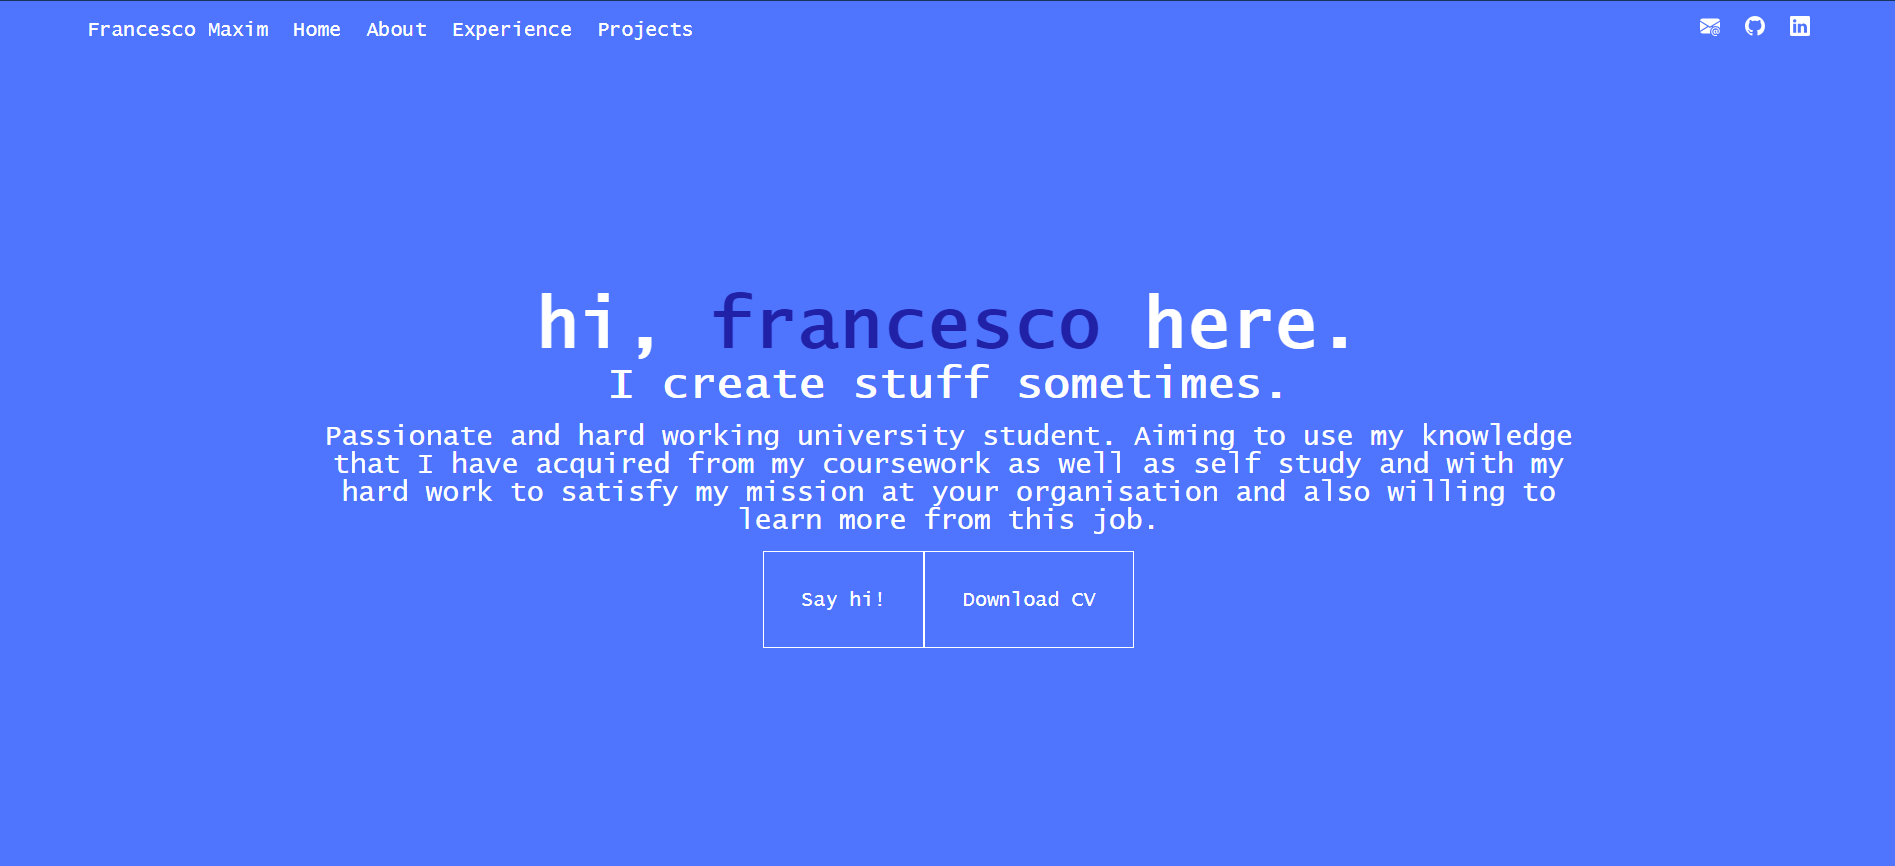 Francesco Maxim Home About Experience Projects
hi, francesco here.
I create stuff sometimes.
Passionate and hard working university student. Aiming to use my knowledge
that I have acquired from my coursework as well as self study and with my
hard work to satisfy my mission at your organisation and also willing to
learn more from this job.
Say hi! Download CV